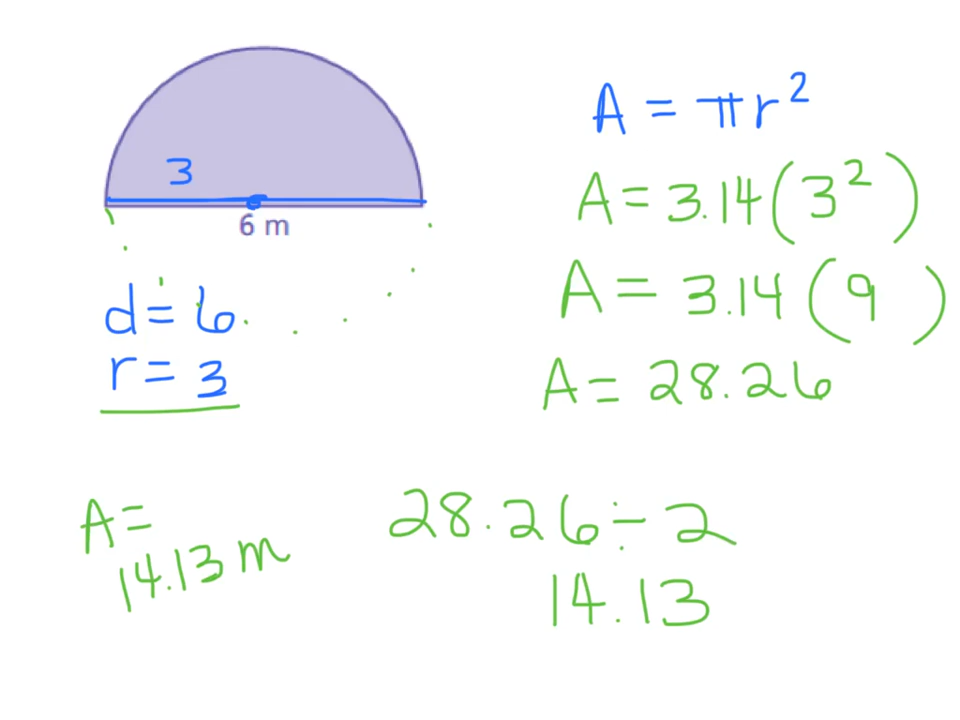 3
6 m
d = 6
r = 3
A = πr²
A = 3.14(3²)
A = 3.14(9)
A = 28.26
28.26 ÷ 2
14.13
A =
14.13 m